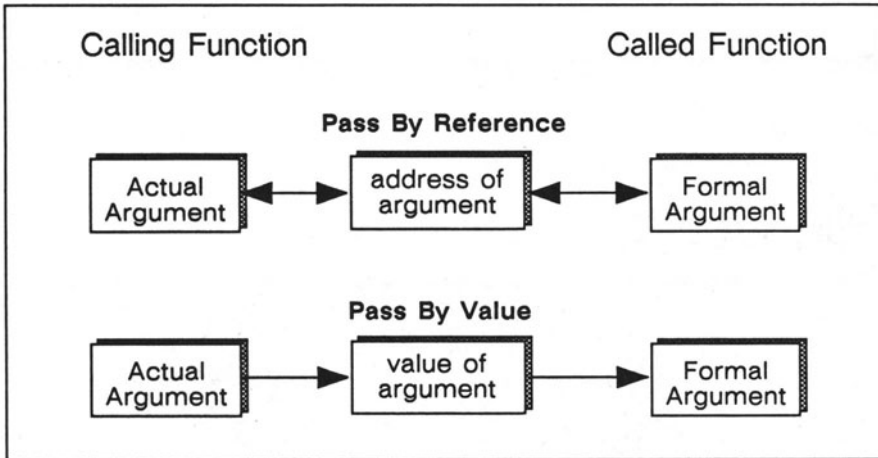 Calling Function
Called Function
Pass By Reference
Actual
Argument
address of
argument
Formal
Argument
Pass By Value
Actual
Argument
value of
argument
Formal
Argument